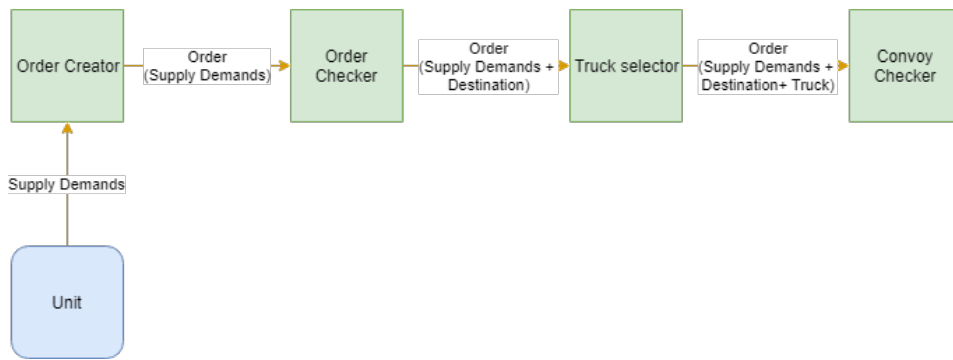 Order Creator
Order
(Supply Demands)
Order
Checker
Order
(Supply Demands +
Destination)
Truck selector
Order
(Supply Demands +
Destination+ Truck)
Convoy
Checker
Supply Demands
Unit